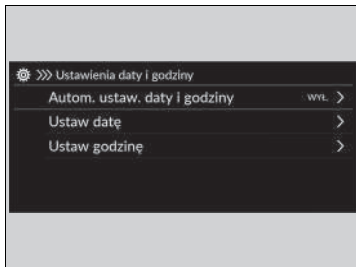 ⋙ Ustawienia daty i godziny
Autom. ustaw. daty i godziny WYŁ. >
Ustaw datę >
Ustaw godzinę >